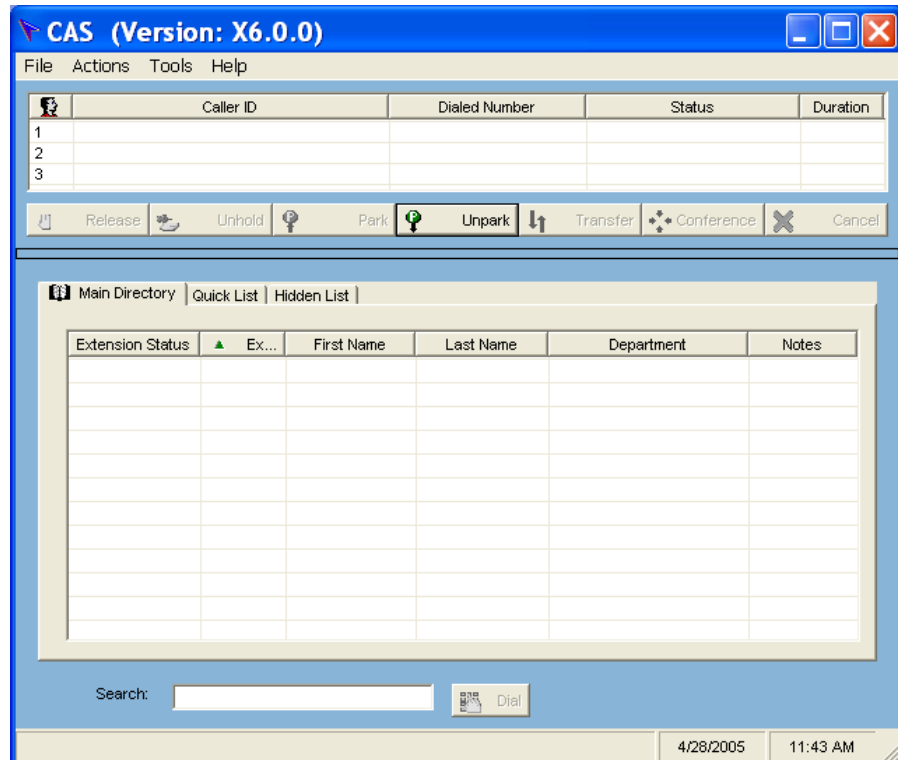 CAS (Version: X6.0.0)
File Actions Tools Help
Caller ID Dialed Number Status Duration
1
2
3
Release Unhold Park Unpark Transfer Conference Cancel
Main Directory Quick List Hidden List
Extension Status Ex... First Name Last Name Department Notes
Search: Dial
4/28/2005 11:43 AM